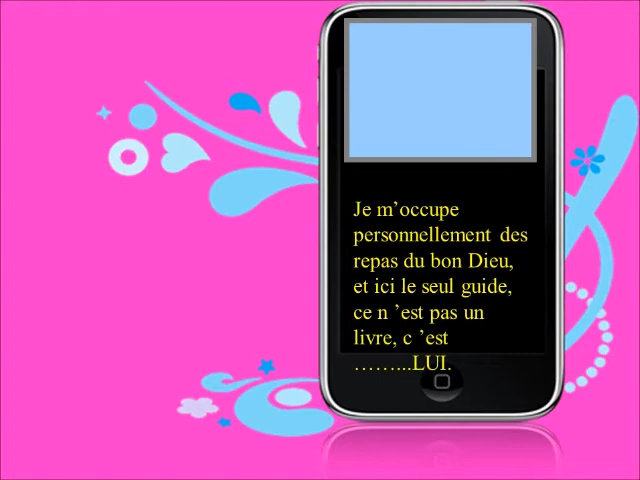 Je m’occupe
personnellement des
repas du bon Dieu,
et ici le seul guide,
ce n ’est pas un
livre, c ’est
……...LUI.